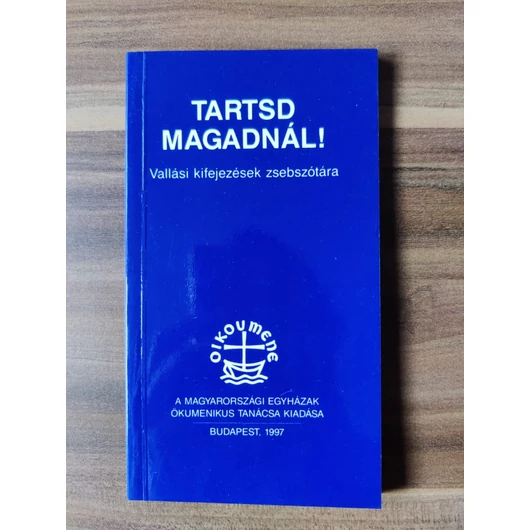 TARTSD
MAGADNÁL!
Vallási kifejezések zsebszótára
OIKOUMENE
A MAGYARORSZÁGI EGYHÁZAK
ÖKUMENIKUS TANÁCSA KIADÁSA
BUDAPEST, 1997